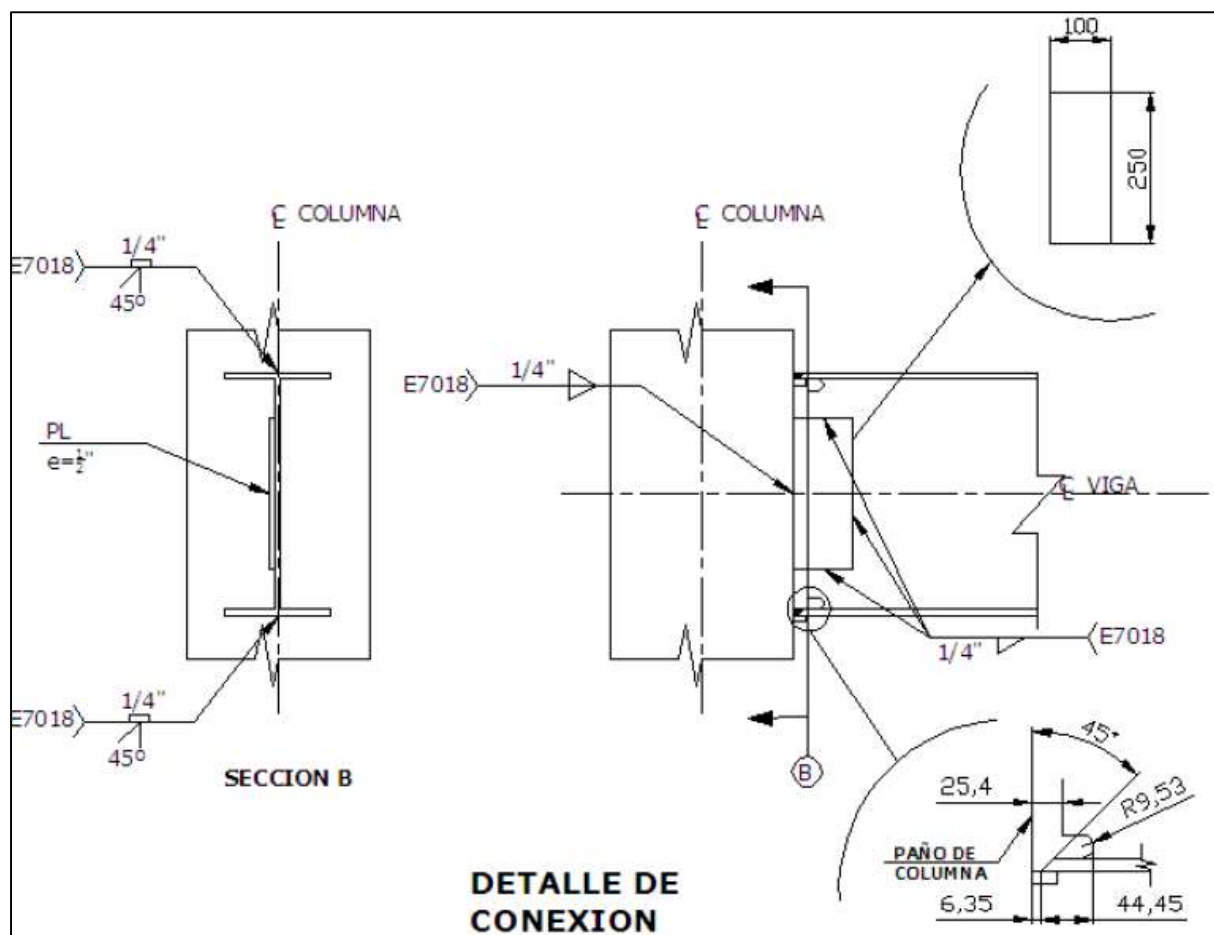 100
250
℄ COLUMNA
℄ COLUMNA
1/4"
E7018
45º
1/4"
E7018
PL
e=½"
℄ VIGA
1/4"
E7018
1/4"
E7018
45º
SECCION B
B
45°
25,4
R9,53
PAÑO DE
COLUMNA
6,35
44,45
DETALLE DE
CONEXION